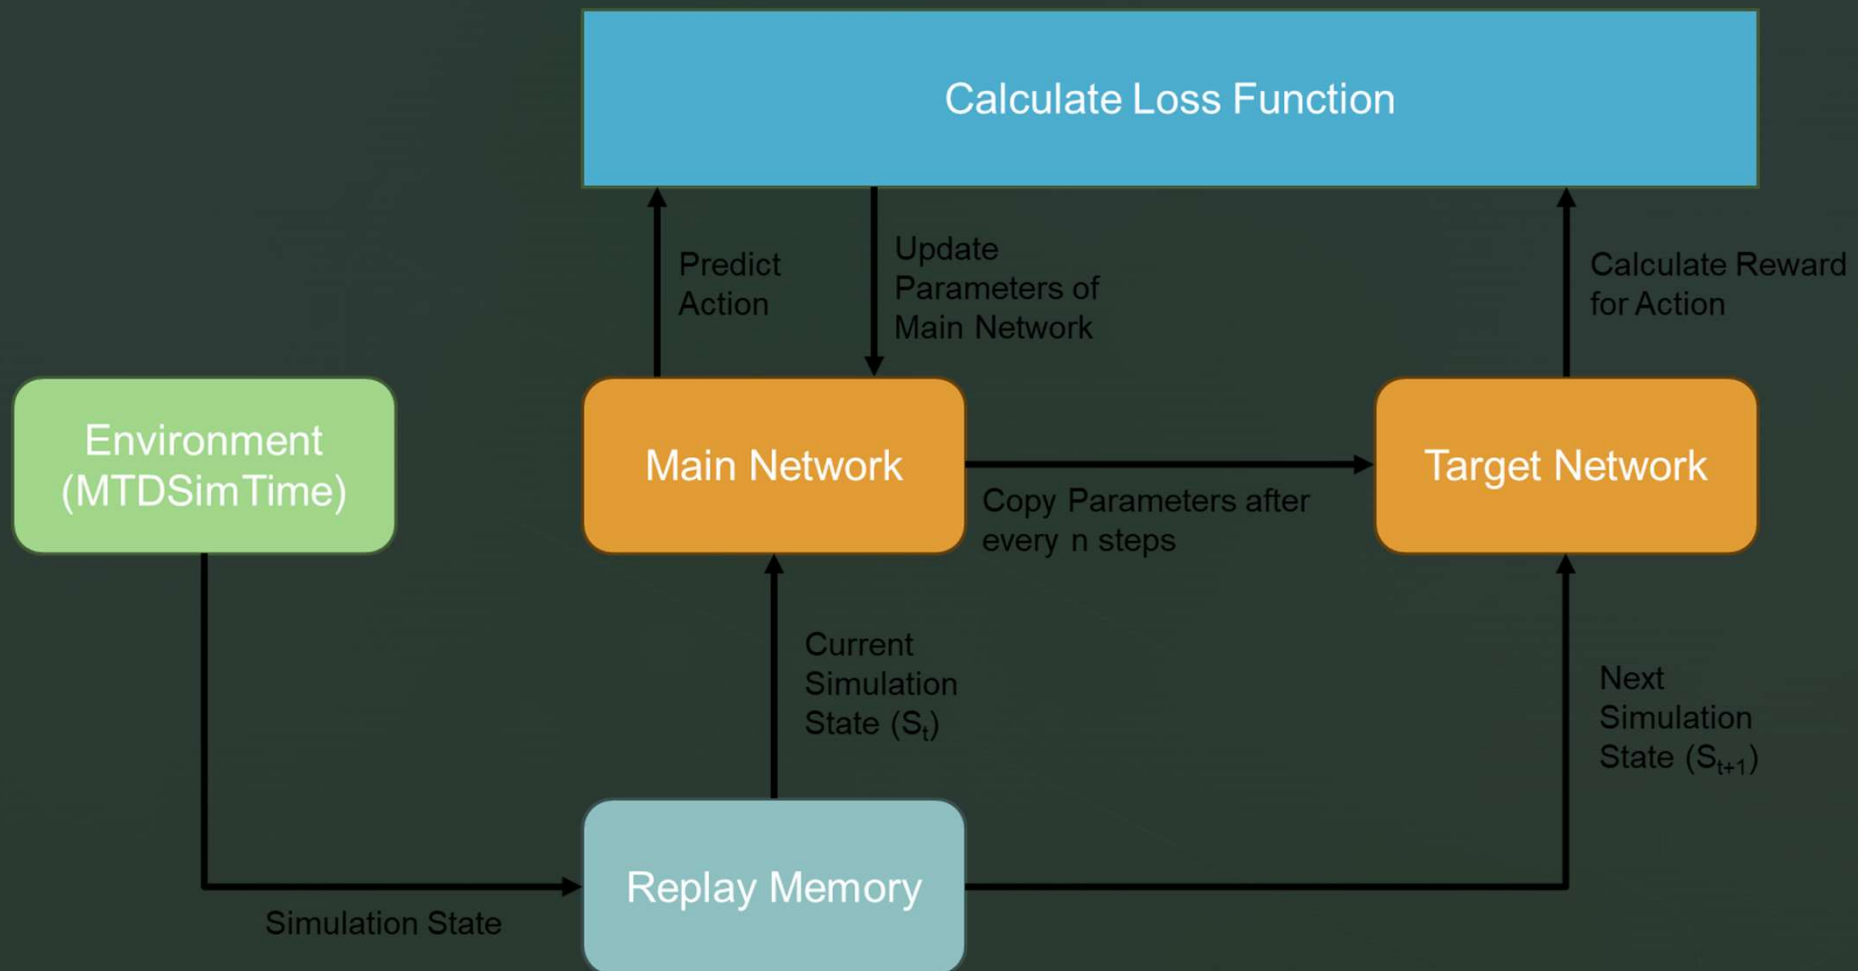 Calculate Loss Function
Predict
Action
Update
Parameters of
Main Network
Calculate Reward
for Action
Environment
(MTDSimTime)
Main Network
Copy Parameters after
every n steps
Target Network
Current
Simulation
State (Sₜ)
Next
Simulation
State (Sₜ₊₁)
Simulation State
Replay Memory